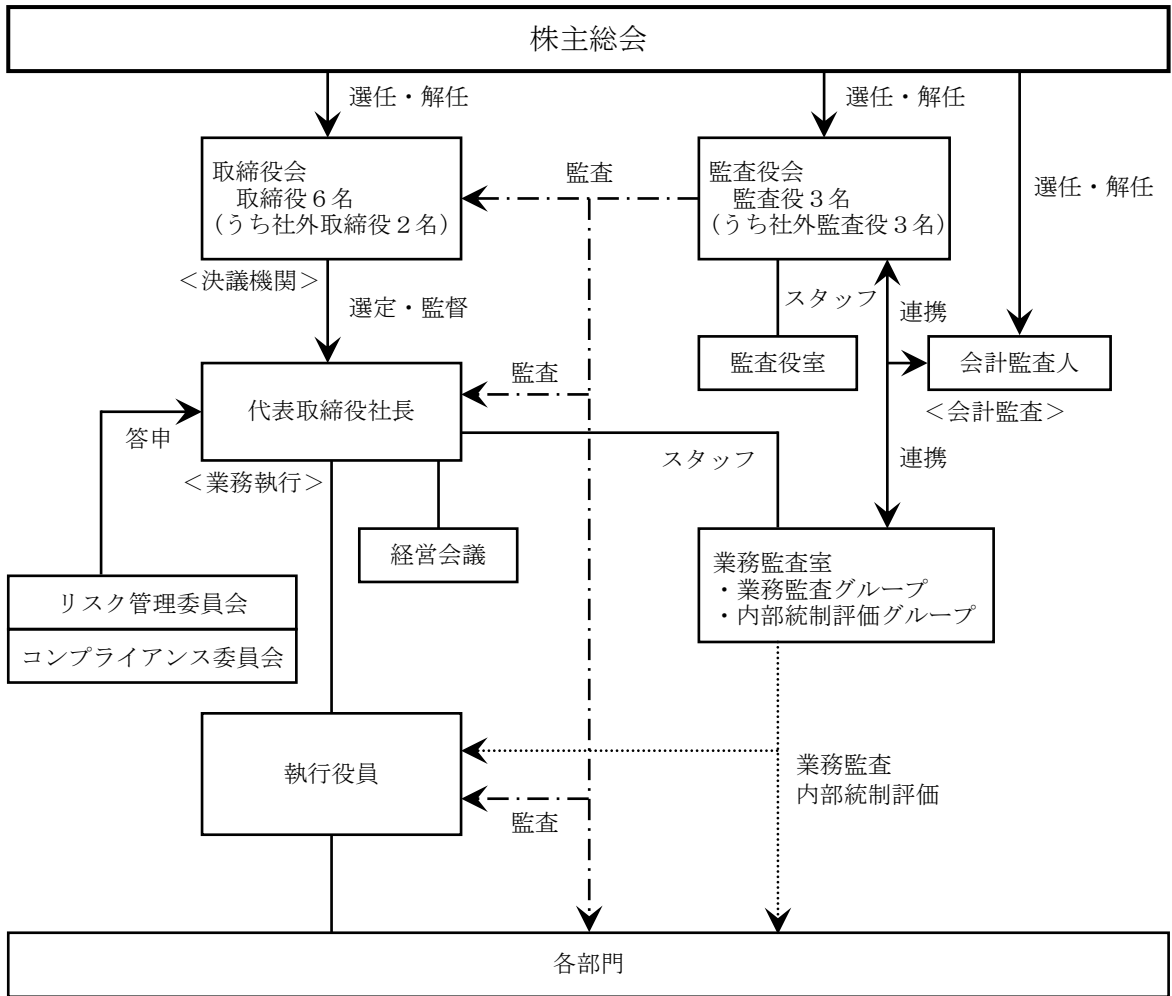 株主総会
選任・解任
選任・解任
選任・解任
取締役会
取締役6名
（うち社外取締役2名）
監査
監査役会
監査役3名
（うち社外監査役3名）
＜決議機関＞
選定・監督
スタッフ
連携
監査役室
会計監査人
＜会計監査＞
監査
代表取締役社長
答申
＜業務執行＞
スタッフ
連携
経営会議
業務監査室
・業務監査グループ
・内部統制評価グループ
リスク管理委員会
コンプライアンス委員会
執行役員
監査
業務監査
内部統制評価
各部門